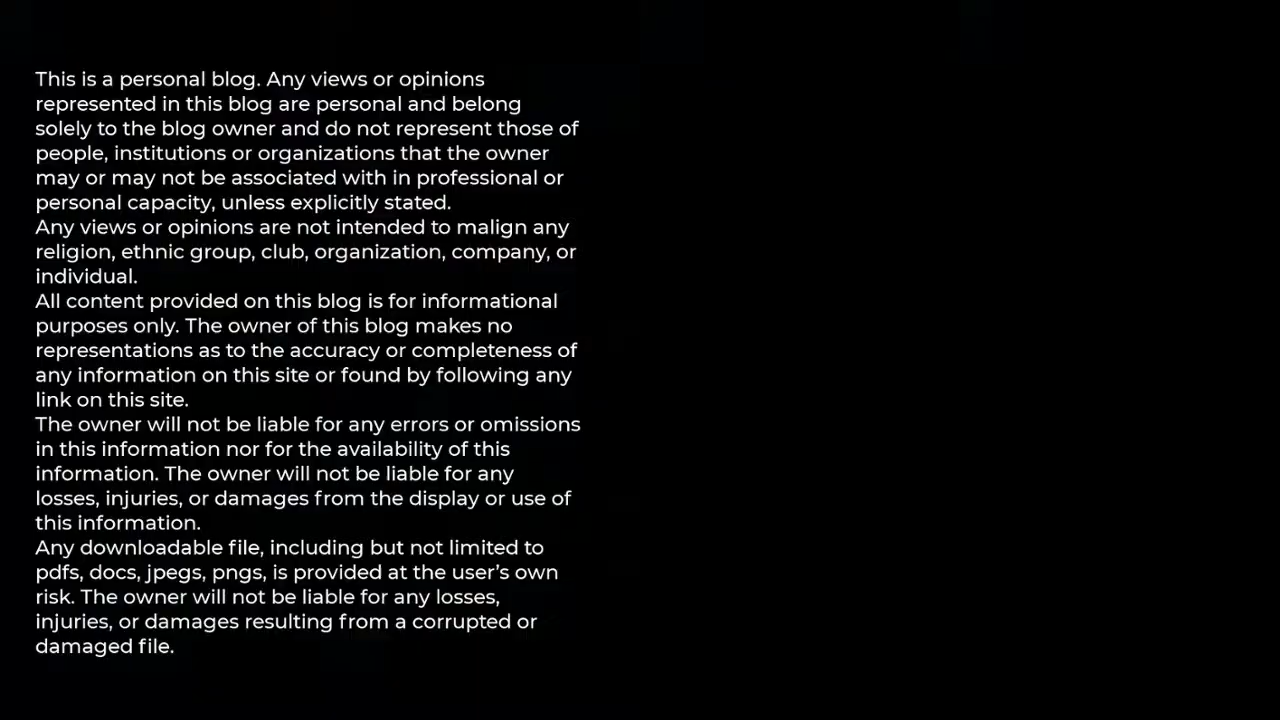 This is a personal blog. Any views or opinions
represented in this blog are personal and belong
solely to the blog owner and do not represent those of
people, institutions or organizations that the owner
may or may not be associated with in professional or
personal capacity, unless explicitly stated.
Any views or opinions are not intended to malign any
religion, ethnic group, club, organization, company, or
individual.
All content provided on this blog is for informational
purposes only. The owner of this blog makes no
representations as to the accuracy or completeness of
any information on this site or found by following any
link on this site.
The owner will not be liable for any errors or omissions
in this information nor for the availability of this
information. The owner will not be liable for any
losses, injuries, or damages from the display or use of
this information.
Any downloadable file, including but not limited to
pdfs, docs, jpegs, pngs, is provided at the user’s own
risk. The owner will not be liable for any losses,
injuries, or damages resulting from a corrupted or
damaged file.